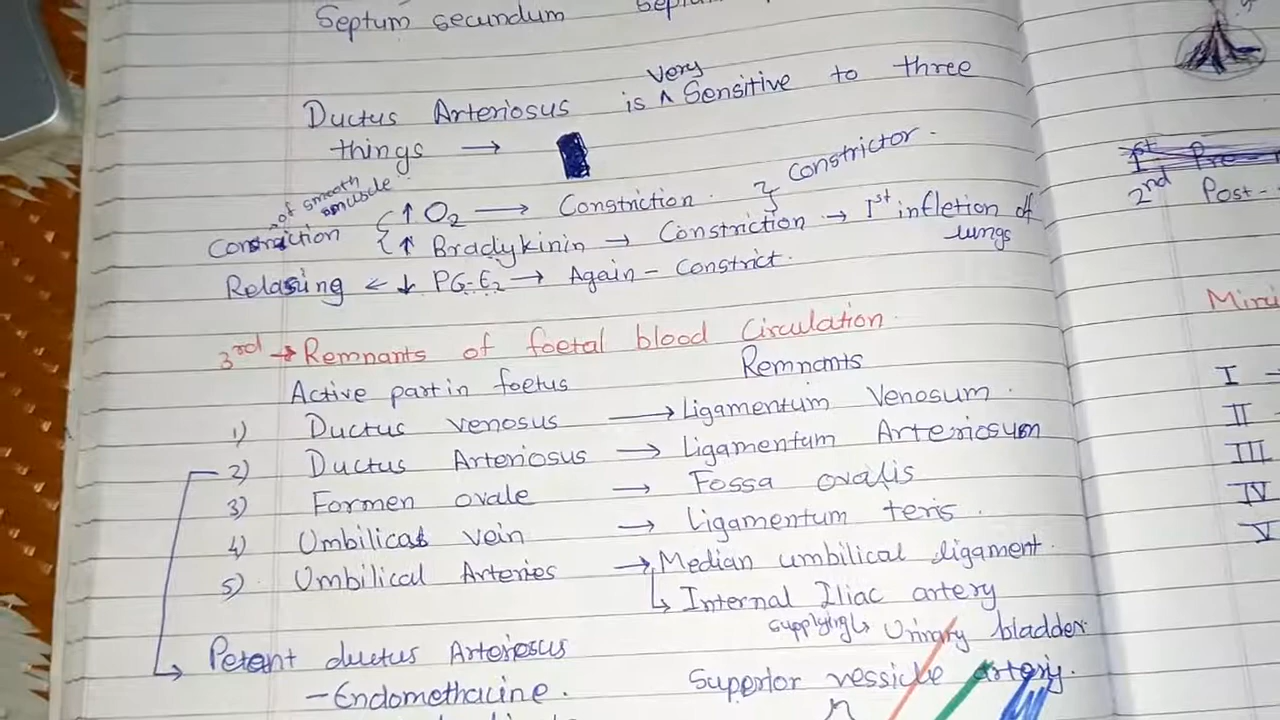 Septum secundum
Very
Ductus Arteriosus is ^ Sensitive to three
things →
of smooth muscle
↑ O2 → Constriction. } Constrictor.
Constraction { ↑ Bradykinin → Constriction → Ist infletion of lungs
Relaxing ← ↓ PG-E2 → Again - Constrict.
3rd → Remnants of foetal blood Circulation
Active part in foetus Remnants
1) Ductus venosus → Ligamentum Venosum.
2) Ductus Arteriosus → Ligamentum Arteriosum
3) Formen ovale → Fossa ovalis
4) Umbilical vein → Ligamentum teris.
5) Umbilical Arteries → Median umbilical ligament.
↳ Internal Iliac artery
supplying ↳ Urinary bladder.
Petent ductus Arteriosus
Superior vessicle artery.
- Endomethacine.
2nd Post-
I
II
III
IV
V